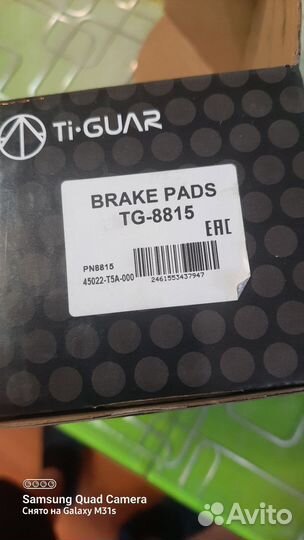 Ti·GUAR
BRAKE PADS
TG-8815
EAC
PN8815
45022-T5A-000
2461553437947
Samsung Quad Camera
Снято на Galaxy M31s
Avito